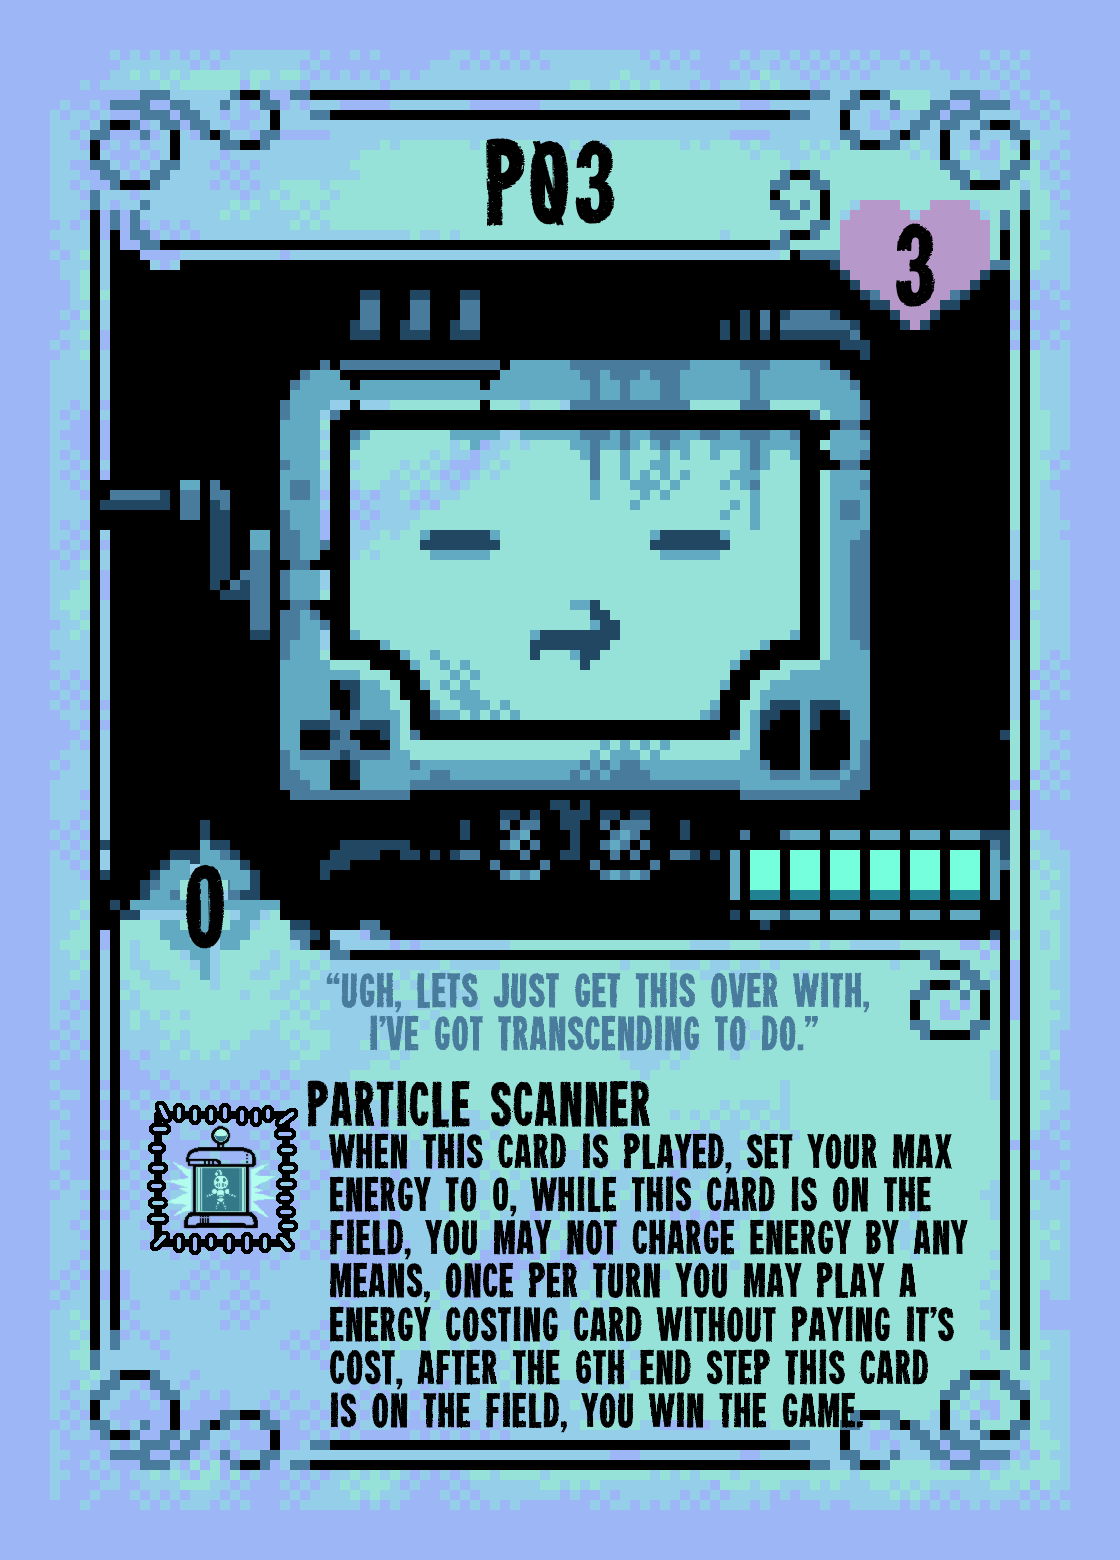 P03
3
0
“UGH, LETS JUST GET THIS OVER WITH,
I’VE GOT TRANSCENDING TO DO.”
PARTICLE SCANNER
WHEN THIS CARD IS PLAYED, SET YOUR MAX
ENERGY TO 0, WHILE THIS CARD IS ON THE
FIELD, YOU MAY NOT CHARGE ENERGY BY ANY
MEANS, ONCE PER TURN YOU MAY PLAY A
ENERGY COSTING CARD WITHOUT PAYING IT’S
COST, AFTER THE 6TH END STEP THIS CARD
IS ON THE FIELD, YOU WIN THE GAME.